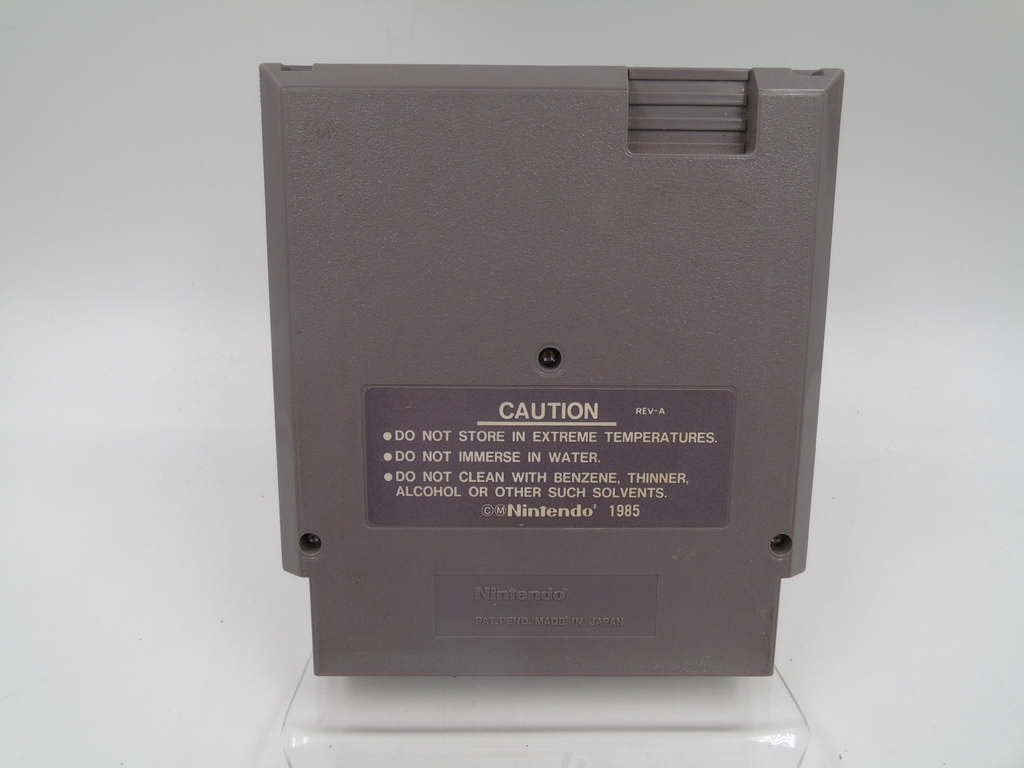 CAUTION REV-A
●DO NOT STORE IN EXTREME TEMPERATURES.
●DO NOT IMMERSE IN WATER.
●DO NOT CLEAN WITH BENZENE, THINNER,
ALCOHOL OR OTHER SUCH SOLVENTS.
©ⓂNintendo® 1985
Nintendo®
PAT. PEND. MADE IN JAPAN